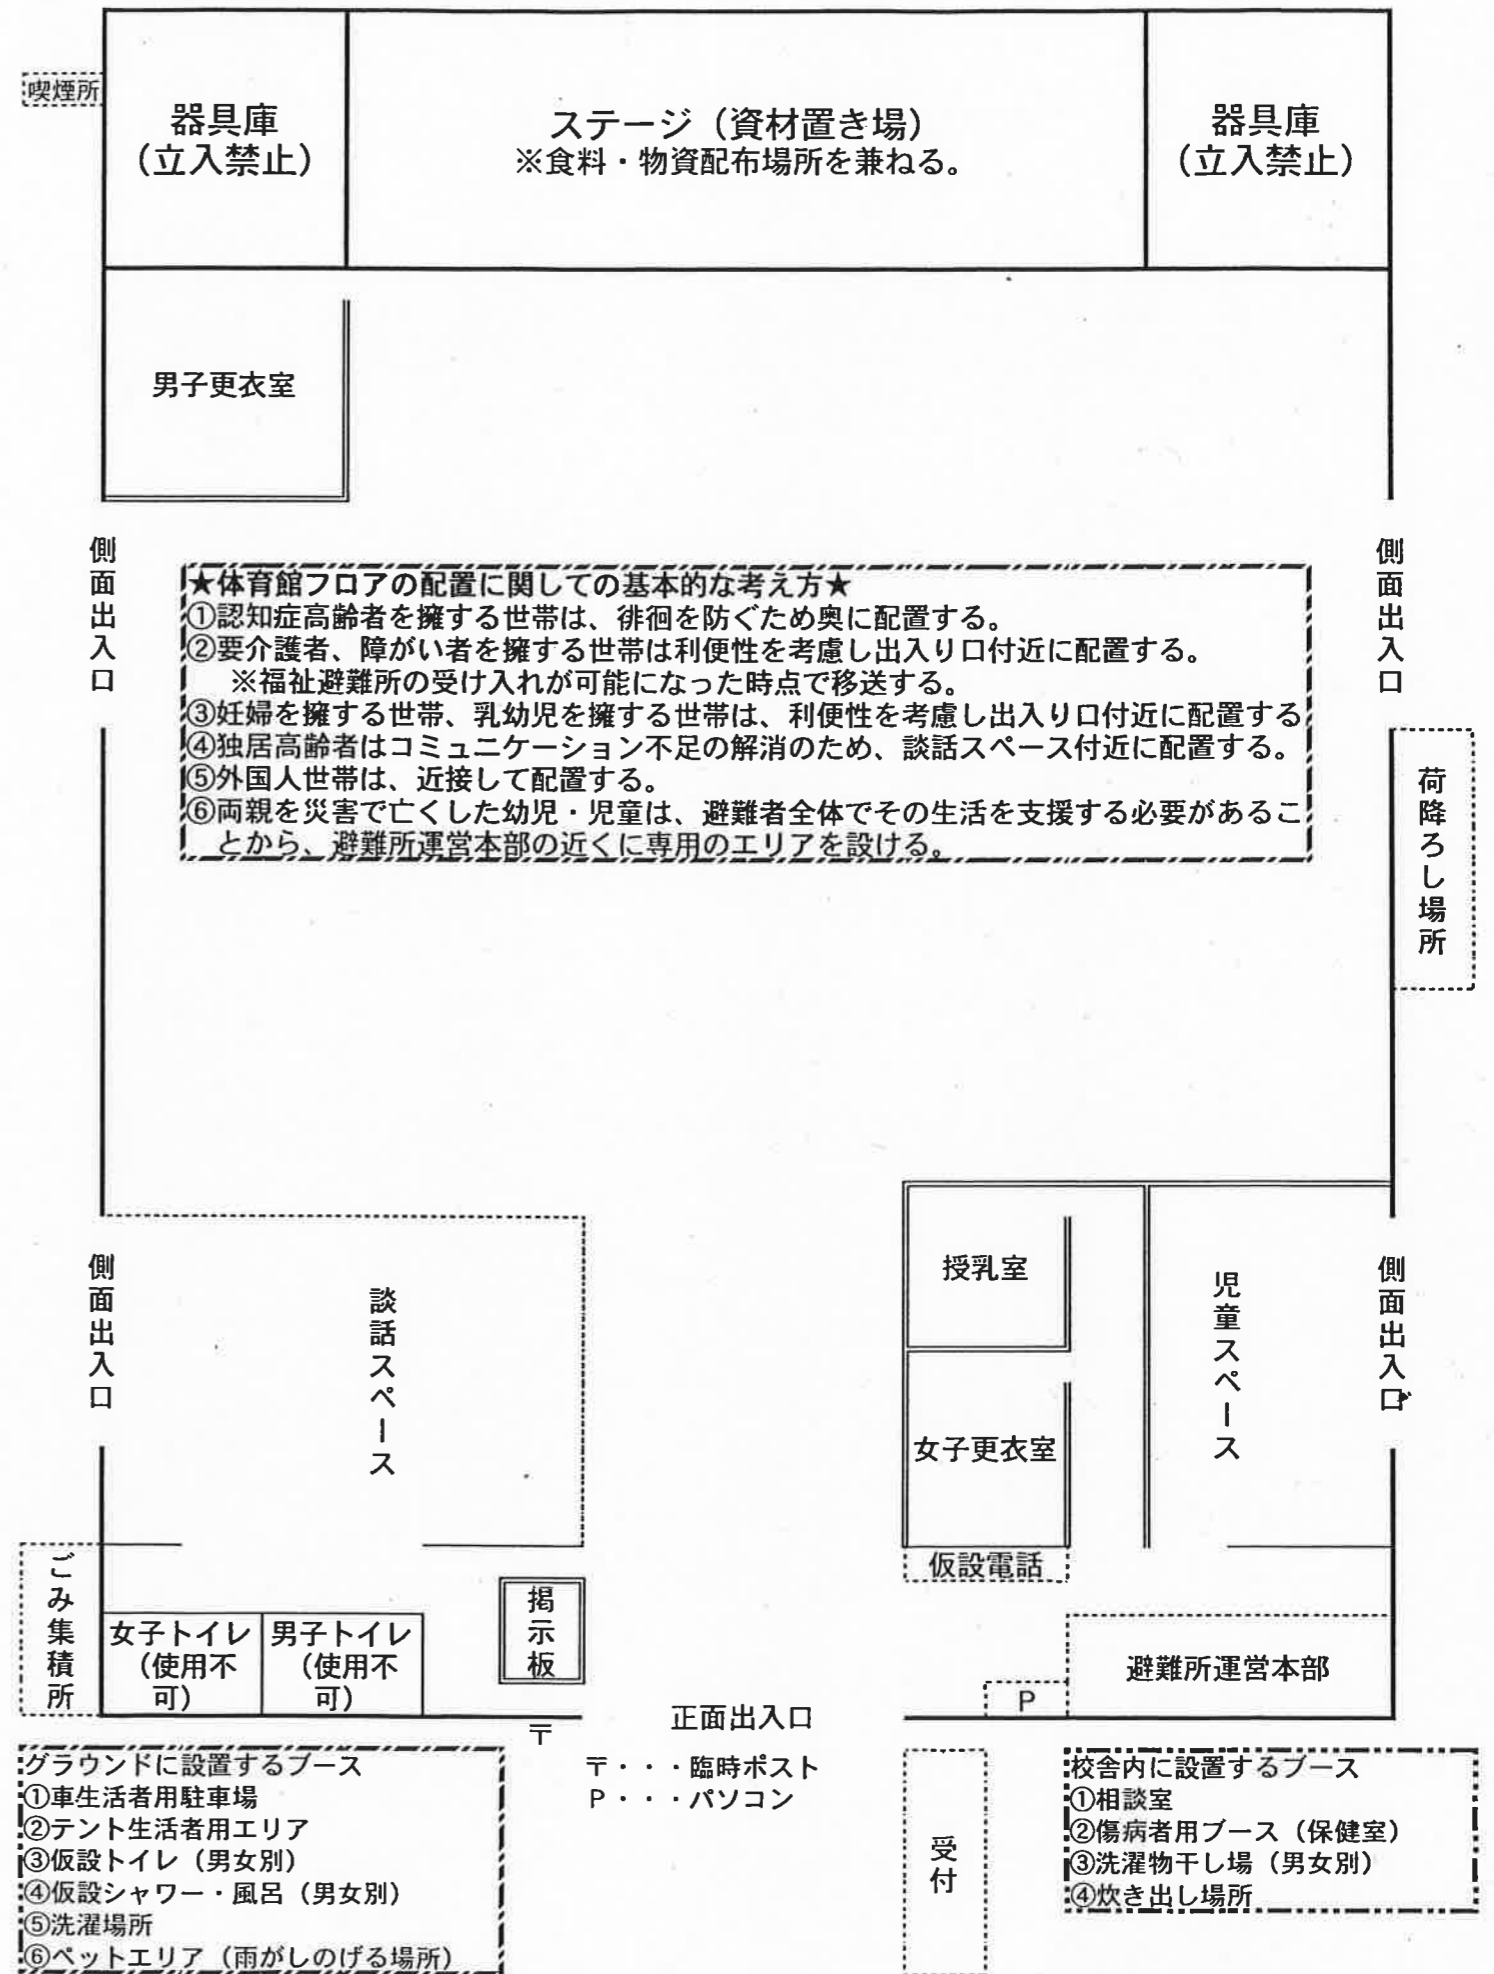 喫煙所
器具庫
（立入禁止）
ステージ（資材置き場）
※食料・物資配布場所を兼ねる。
器具庫
（立入禁止）
男子更衣室
側面出入口
側面出入口
★体育館フロアの配置に関しての基本的な考え方★
①認知症高齢者を擁する世帯は、徘徊を防ぐため奥に配置する。
②要介護者、障がい者を擁する世帯は利便性を考慮し出入り口付近に配置する。
※福祉避難所の受け入れが可能になった時点で移送する。
③妊婦を擁する世帯、乳幼児を擁する世帯は、利便性を考慮し出入り口付近に配置する
④独居高齢者はコミュニケーション不足の解消のため、談話スペース付近に配置する。
⑤外国人世帯は、近接して配置する。
⑥両親を災害で亡くした幼児・児童は、避難者全体でその生活を支援する必要があるこ
とから、避難所運営本部の近くに専用のエリアを設ける。
荷降ろし場所
側面出入口
談話スペース
授乳室
児童スペース
側面出入口
女子更衣室
仮設電話
ごみ集積所
女子トイレ
（使用不
可）
男子トイレ
（使用不
可）
掲示板
避難所運営本部
P
〒
正面出入口
〒・・・臨時ポスト
P・・・パソコン
グラウンドに設置するブース
①車生活者用駐車場
②テント生活者用エリア
③仮設トイレ（男女別）
④仮設シャワー・風呂（男女別）
⑤洗濯場所
⑥ペットエリア（雨がしのげる場所）
受付
校舎内に設置するブース
①相談室
②傷病者用ブース（保健室）
③洗濯物干し場（男女別）
④炊き出し場所